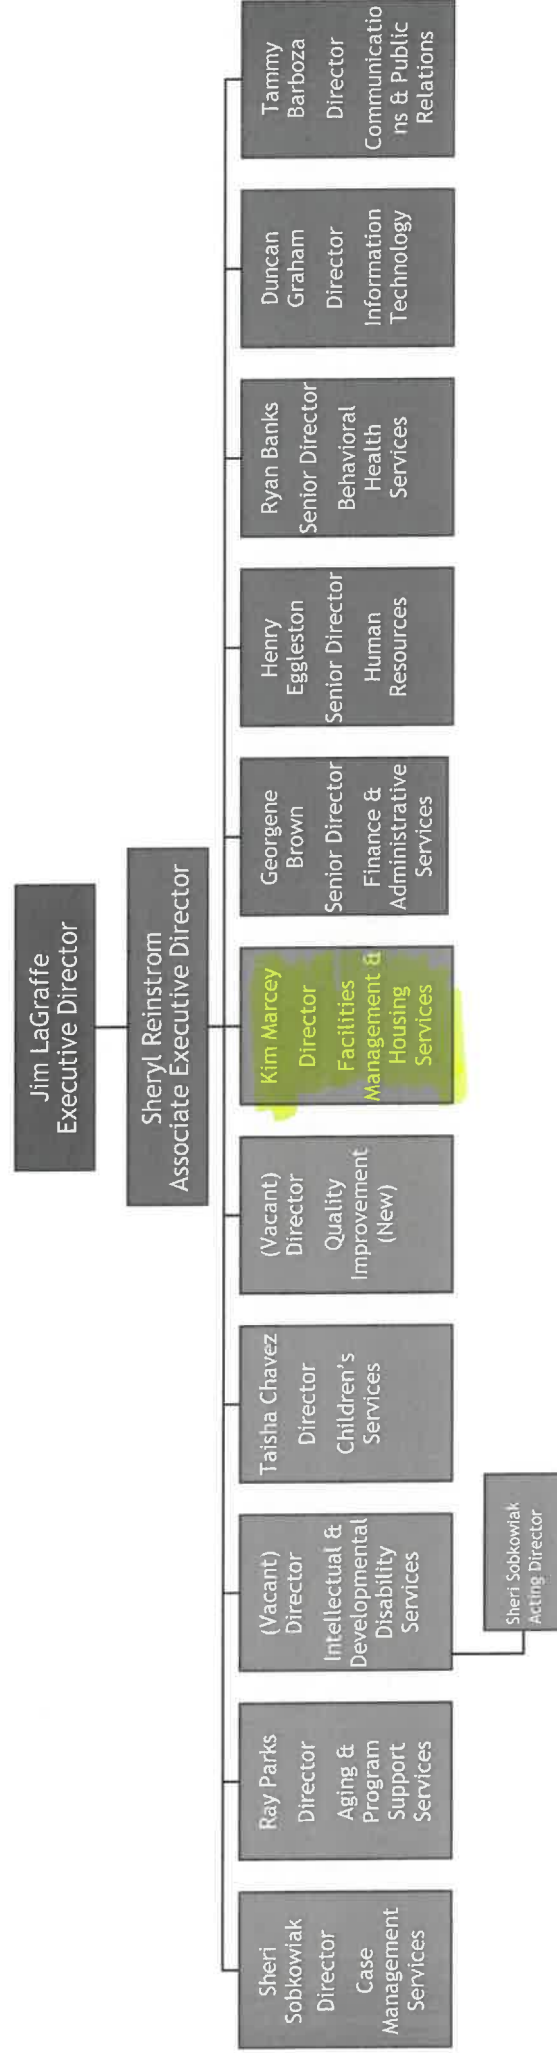 Jim LaGraffe
Executive Director
Sheryl Reinstrom
Associate Executive Director
Sheri
Sobkowiak
Director
Case
Management
Services
Ray Parks
Director
Aging &
Program
Support
Services
(Vacant)
Director
Intellectual &
Developmental
Disability
Services
Sheri Sobkowiak
Acting Director
Taisha Chavez
Director
Children's
Services
(Vacant)
Director
Quality
Improvement
(New)
Kim Marcey
Director
Facilities
Management &
Housing
Services
Georgene
Brown
Senior Director
Finance &
Administrative
Services
Henry
Eggleston
Senior Director
Human
Resources
Ryan Banks
Senior Director
Behavioral
Health
Services
Duncan
Graham
Director
Information
Technology
Tammy
Barboza
Director
Communicatio
ns & Public
Relations